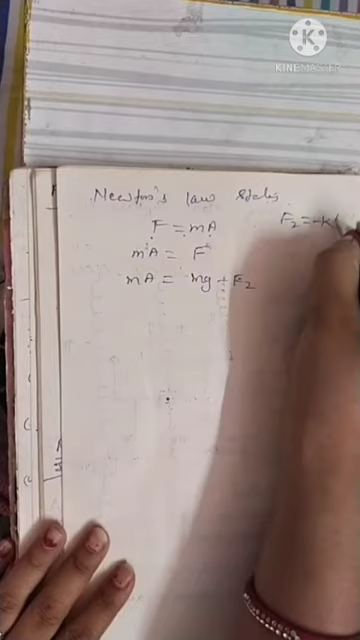 KINEMASTER
Newton's law states
F = mA
mA = F
mA = mg + F₂
F₂ = -k(